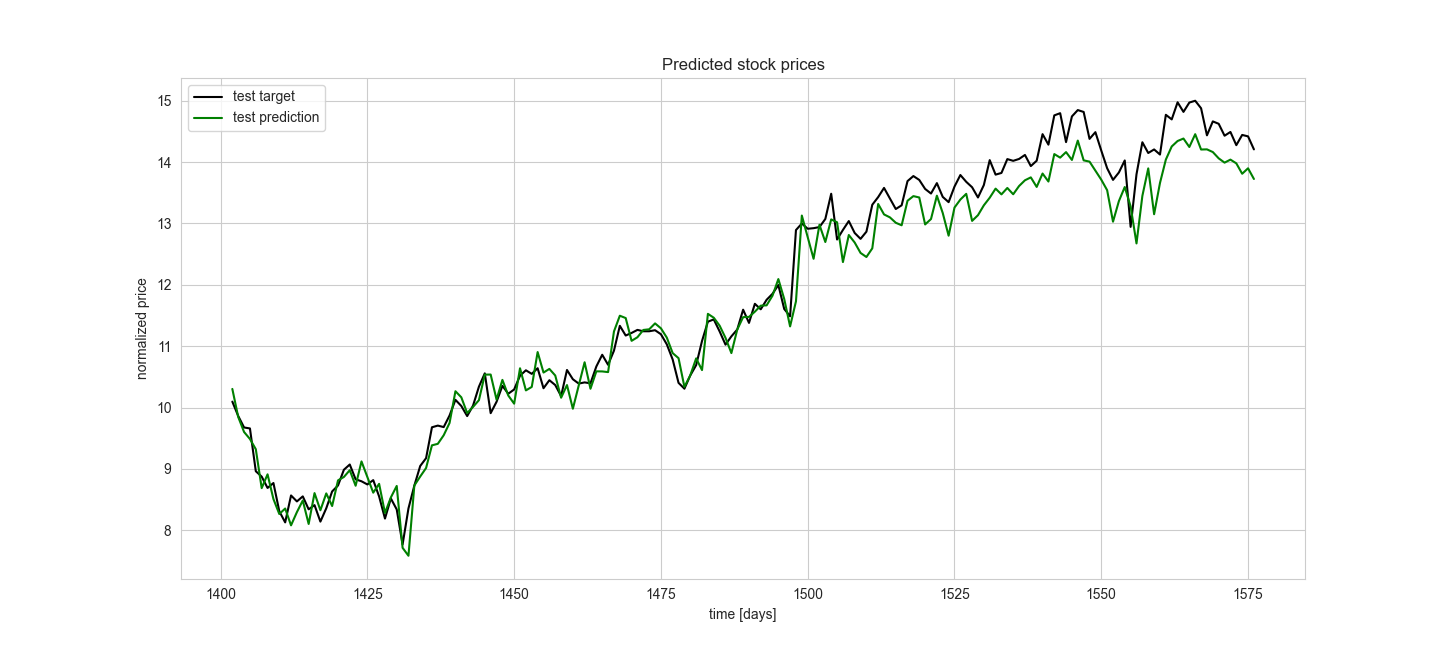 Predicted stock prices
test target
test prediction
normalized price
15
14
13
12
11
10
9
8
1400 1425 1450 1475 1500 1525 1550 1575
time [days]